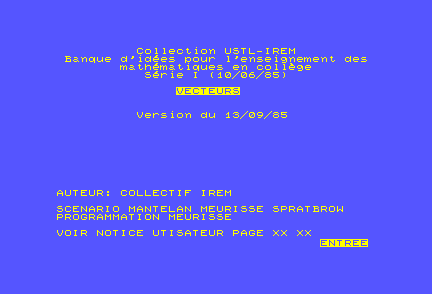 Collection USTL-IREM
Banque d'idées pour l'enseignement des
mathématiques en collège
Série I (10/06/85)
VECTEURS
Version du 13/09/85
AUTEUR: COLLECTIF IREM
SCENARIO MANTELAN MEURISSE SPRATBROW
PROGRAMMATION MEURISSE
VOIR NOTICE UTISATEUR PAGE XX XX
ENTREE